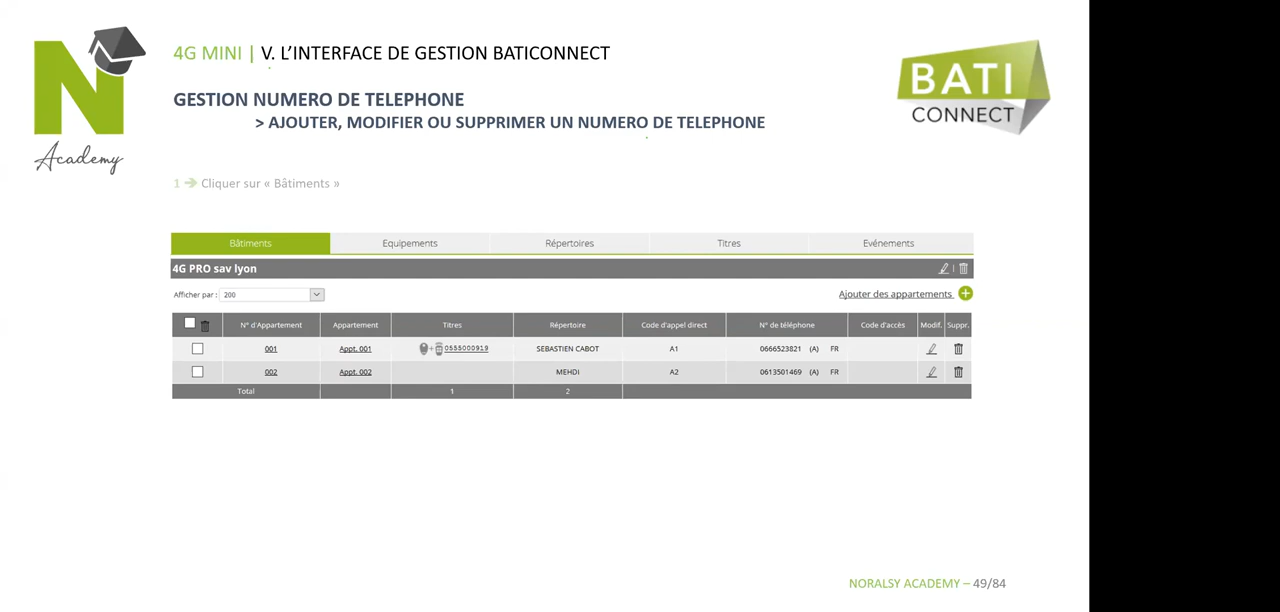 4G MINI | V. L'INTERFACE DE GESTION BATICONNECT
N
Academy
BATI
CONNECT
GESTION NUMERO DE TELEPHONE
> AJOUTER, MODIFIER OU SUPPRIMER UN NUMERO DE TELEPHONE
1 ➔ Cliquer sur « Bâtiments »
Bâtiments Equipements Répertoires Titres Evénements
4G PRO sav lyon
Afficher par : 200 Ajouter des appartements
N° d'Appartement Appartement Titres Répertoire Code d'appel direct N° de téléphone Code d'accès Modif. Suppr.
001 Appt. 001 + 0555000919 SEBASTIEN CABOT A1 0666523821 (A) FR
002 Appt. 002 MEHDI A2 0613501469 (A) FR
Total 1 2
NORALSY ACADEMY – 49/84